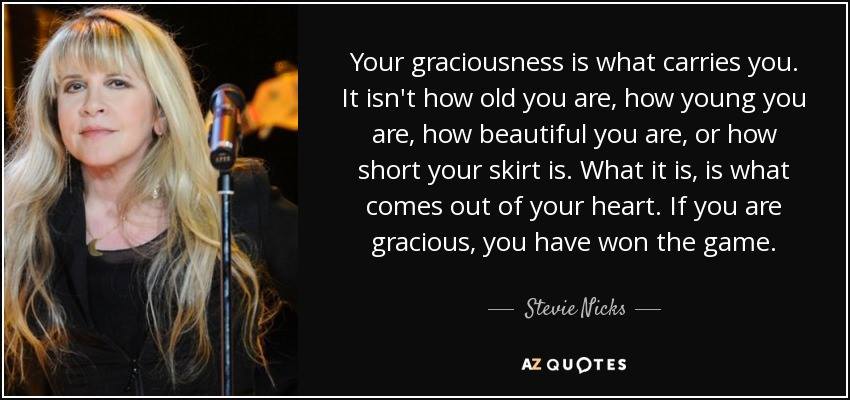 Your graciousness is what carries you.
It isn't how old you are, how young you
are, how beautiful you are, or how
short your skirt is. What it is, is what
comes out of your heart. If you are
gracious, you have won the game.
Stevie Nicks
AZ QUOTES